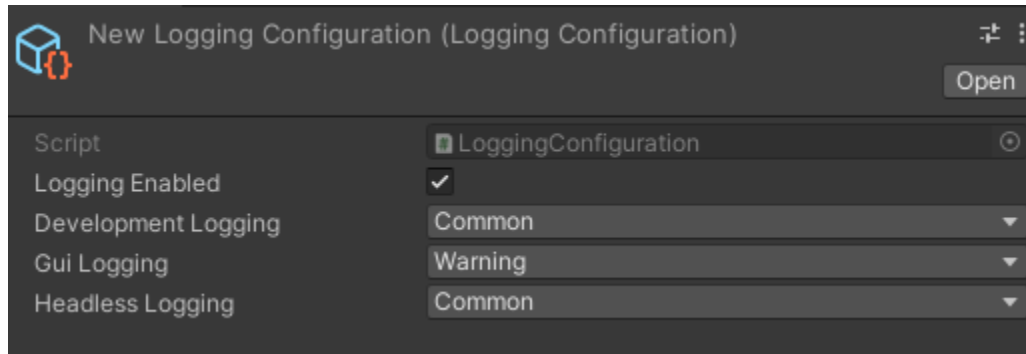 New Logging Configuration (Logging Configuration)
Open
Script LoggingConfiguration
Logging Enabled
Development Logging Common
Gui Logging Warning
Headless Logging Common